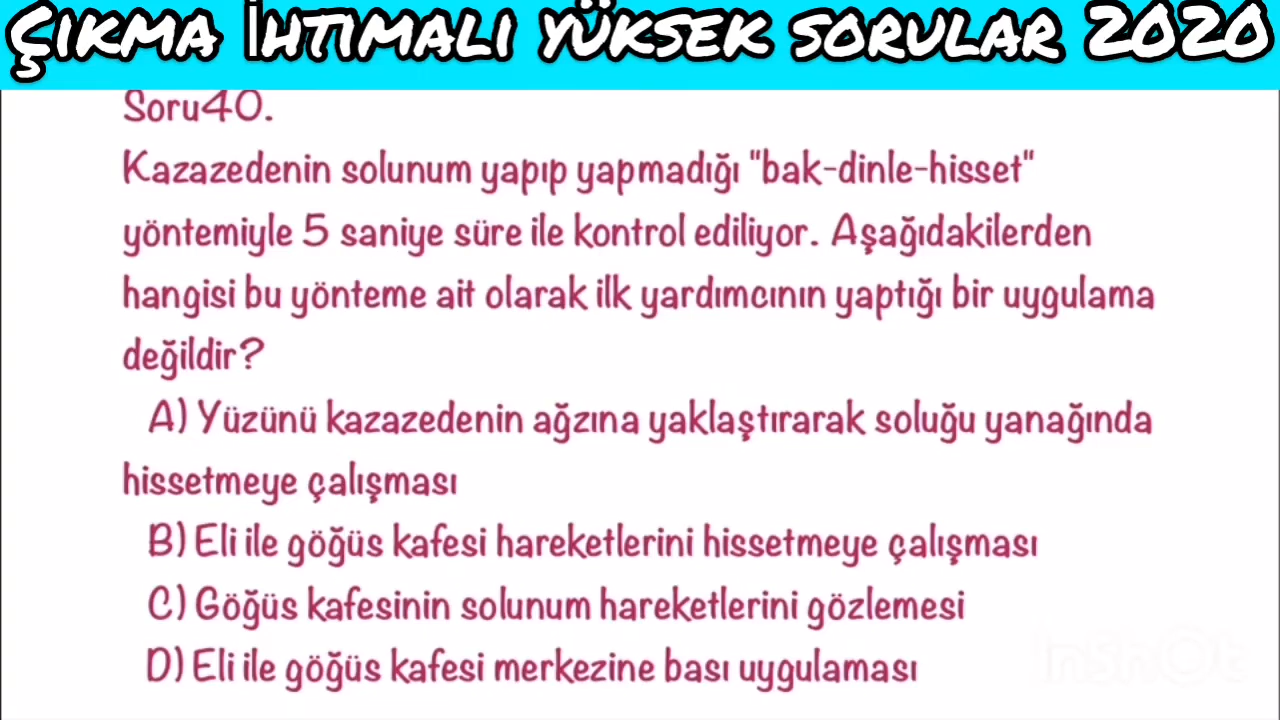 Çıkma İhtimali yüksek sorular 2020
Soru40.
Kazazedenin solunum yapıp yapmadığı "bak-dinle-hisset"
yöntemiyle 5 saniye süre ile kontrol ediliyor. Aşağıdakilerden
hangisi bu yönteme ait olarak ilk yardımcının yaptığı bir uygulama
değildir?
A) Yüzünü kazazedenin ağzına yaklaştırarak soluğu yanağında
hissetmeye çalışması
B) Eli ile göğüs kafesi hareketlerini hissetmeye çalışması
C) Göğüs kafesinin solunum hareketlerini gözlemesi
D) Eli ile göğüs kafesi merkezine bası uygulaması